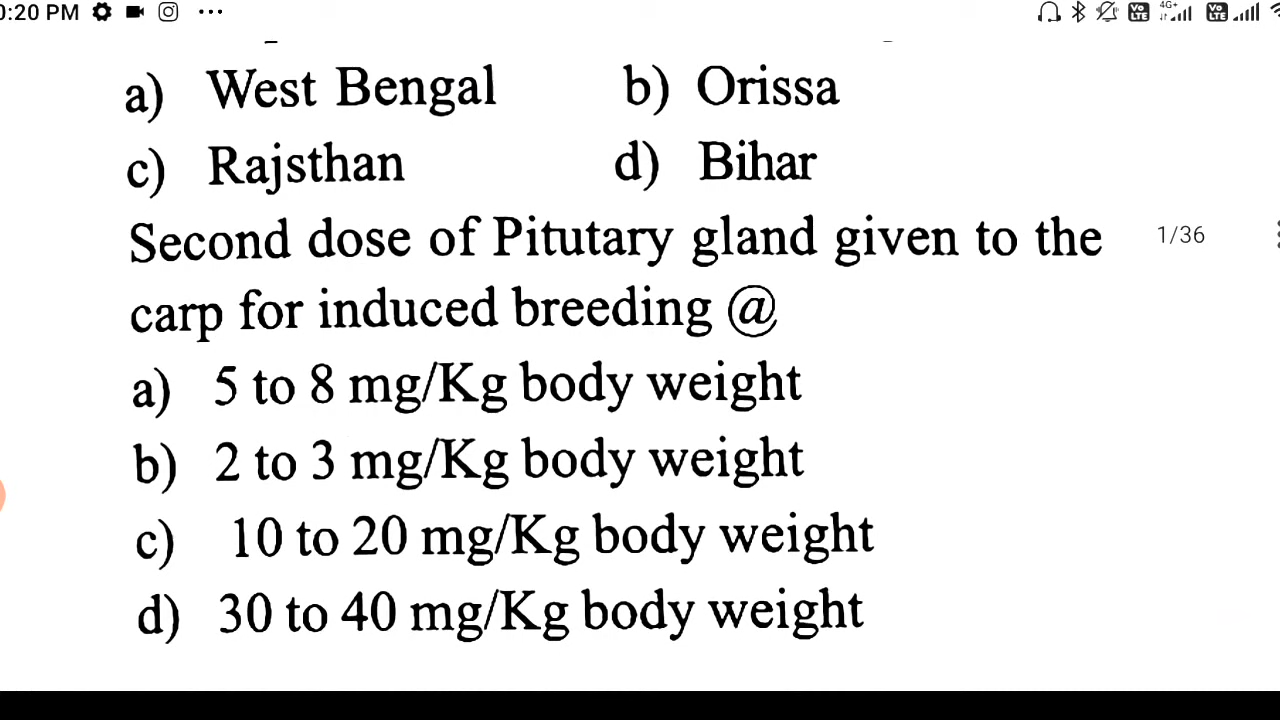 0:20 PM ...
a) West Bengal b) Orissa
c) Rajsthan d) Bihar
Second dose of Pitutary gland given to the
1/36
carp for induced breeding @
a) 5 to 8 mg/Kg body weight
b) 2 to 3 mg/Kg body weight
c) 10 to 20 mg/Kg body weight
d) 30 to 40 mg/Kg body weight